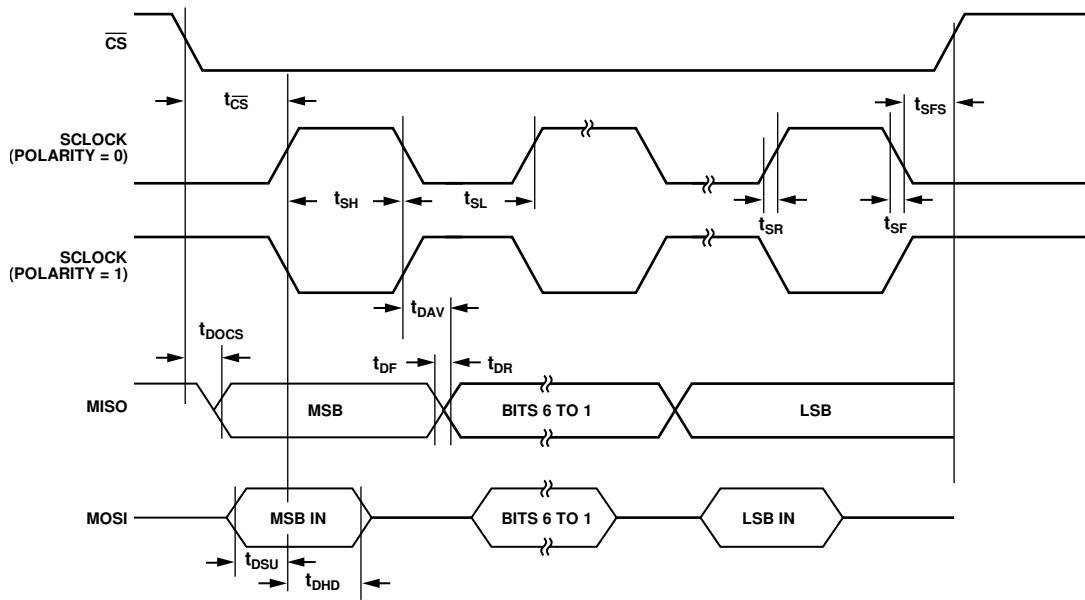 CS
tCS
tSFS
SCLOCK
(POLARITY = 0)
tSH
tSL
tSR
tSF
SCLOCK
(POLARITY = 1)
tDAV
tDOCS
tDF
tDR
MISO
MSB
BITS 6 TO 1
LSB
MOSI
MSB IN
BITS 6 TO 1
LSB IN
tDSU
tDHD